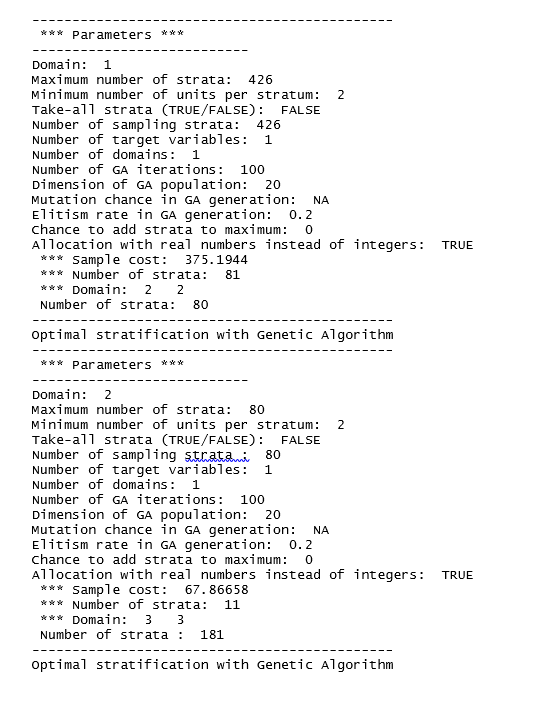 ---------------------------------------------
 *** Parameters ***
---------------------------
Domain:  1
Maximum number of strata:  426
Minimum number of units per stratum:  2
Take-all strata (TRUE/FALSE):  FALSE
Number of sampling strata:  426
Number of target variables:  1
Number of domains:  1
Number of GA iterations:  100
Dimension of GA population:  20
Mutation chance in GA generation:  NA
Elitism rate in GA generation:  0.2
Chance to add strata to maximum:  0
Allocation with real numbers instead of integers:  TRUE
 *** Sample cost:  375.1944
 *** Number of strata:  81
 *** Domain:  2   2
 Number of strata:  80
---------------------------------------------
Optimal stratification with Genetic Algorithm
---------------------------------------------
 *** Parameters ***
---------------------------
Domain:  2
Maximum number of strata:  80
Minimum number of units per stratum:  2
Take-all strata (TRUE/FALSE):  FALSE
Number of sampling strata :  80
Number of target variables:  1
Number of domains:  1
Number of GA iterations:  100
Dimension of GA population:  20
Mutation chance in GA generation:  NA
Elitism rate in GA generation:  0.2
Chance to add strata to maximum:  0
Allocation with real numbers instead of integers:  TRUE
 *** Sample cost:  67.86658
 *** Number of strata:  11
 *** Domain:  3   3
 Number of strata :  181
---------------------------------------------
Optimal stratification with Genetic Algorithm